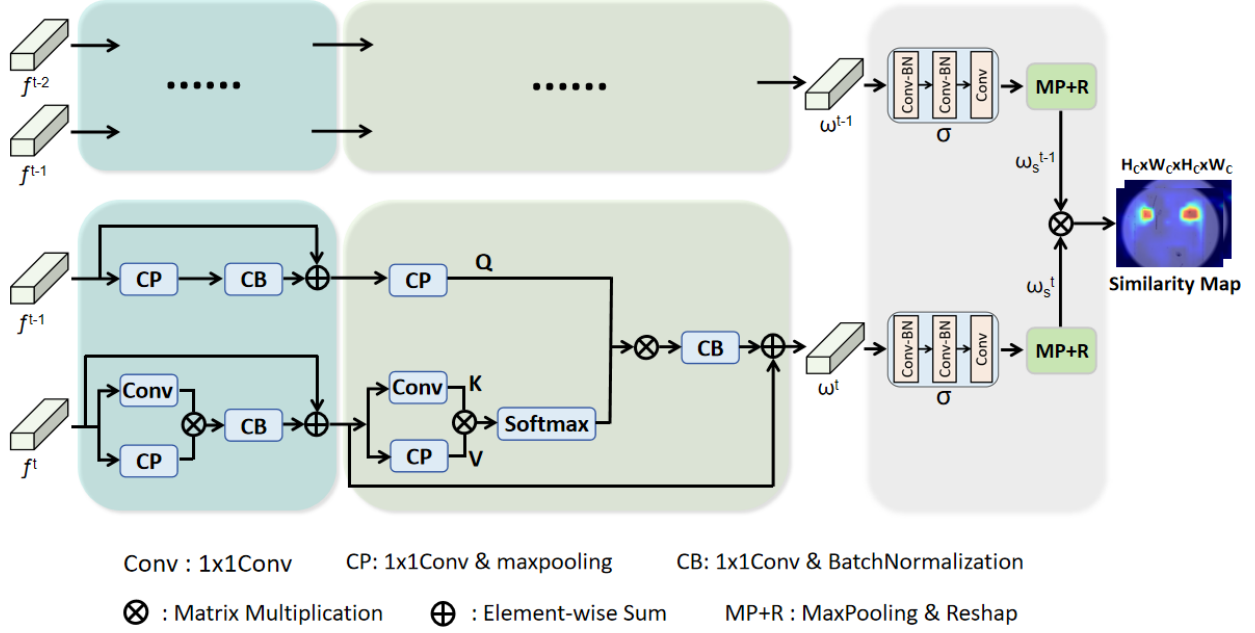 f^t-2
......
......
f^t-1
ω^t-1
Conv-BN
Conv-BN
Conv
σ
MP+R
ω_s^t-1
H_CxW_CxH_CxW_C
Similarity Map
f^t-1
CP
CB
CP
Q
f^t
Conv
CP
CB
Conv
K
CP
V
Softmax
CB
ω^t
Conv-BN
Conv-BN
Conv
σ
ω_s^t
MP+R
Conv : 1x1Conv
CP: 1x1Conv & maxpooling
CB: 1x1Conv & BatchNormalization
: Matrix Multiplication
: Element-wise Sum
MP+R : MaxPooling & Reshap